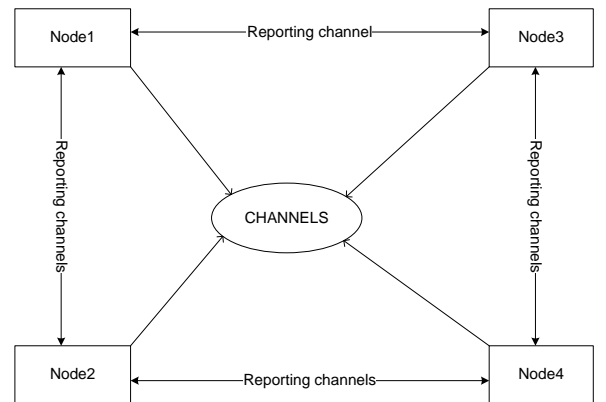 Node1
Reporting channel
Node3
Reporting channels
Reporting channels
CHANNELS
Node2
Reporting channels
Node4